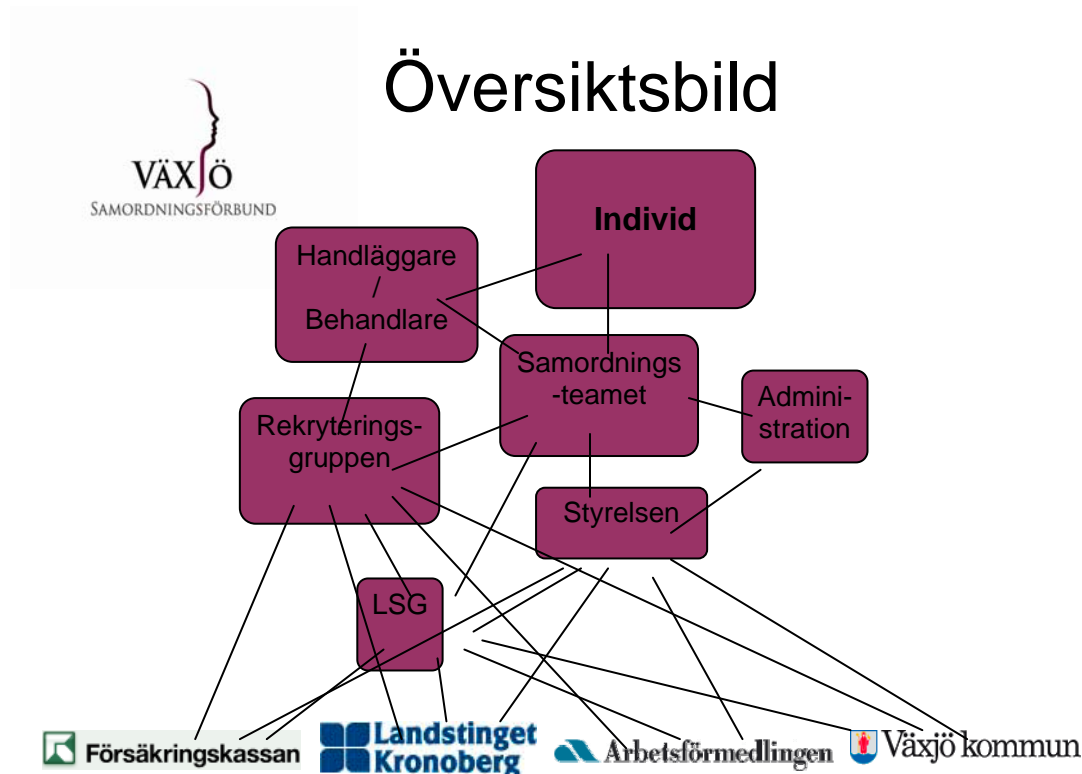 Översiktsbild
VÄXJÖ
SAMORDNINGSFÖRBUND
Individ
Handläggare
Behandlare
Samordnings
-teamet
Admini-
stration
Rekryterings-
gruppen
Styrelsen
LSG
Försäkringskassan
Landstinget
Kronoberg
Arbetsförmedlingen
Växjö kommun